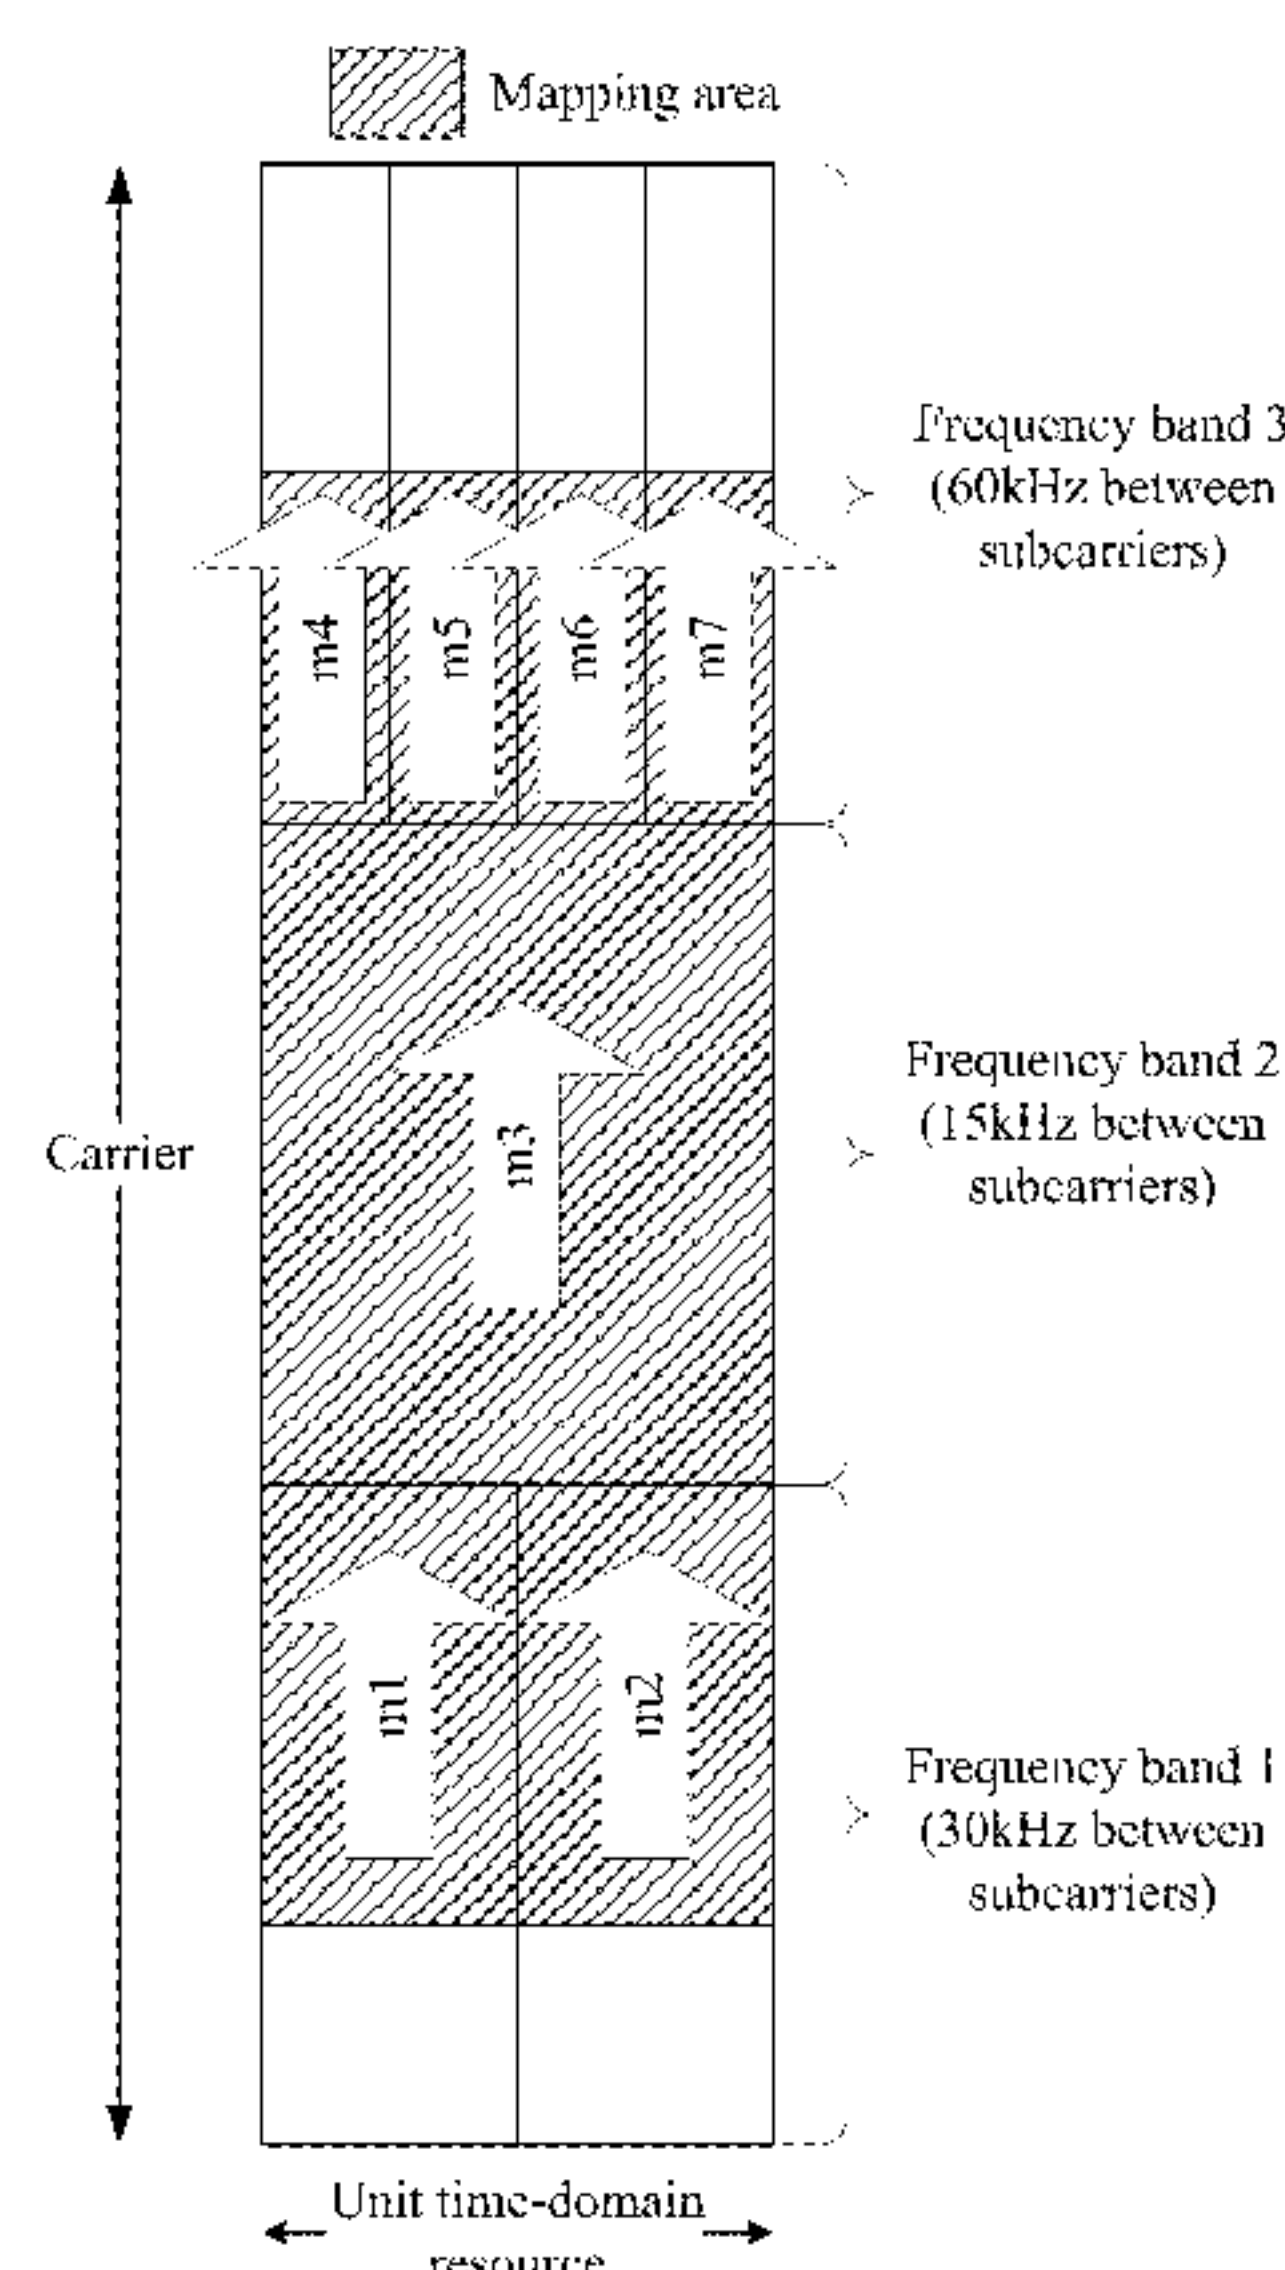 Mapping area
Frequency band 3
(60kHz between
subcarriers)
m4 m5 m6 m7
Frequency band 2
(15kHz between
subcarriers)
Carrier
m3
m1 m2
Frequency band 1
(30kHz between
subcarriers)
Unit time-domain
resource